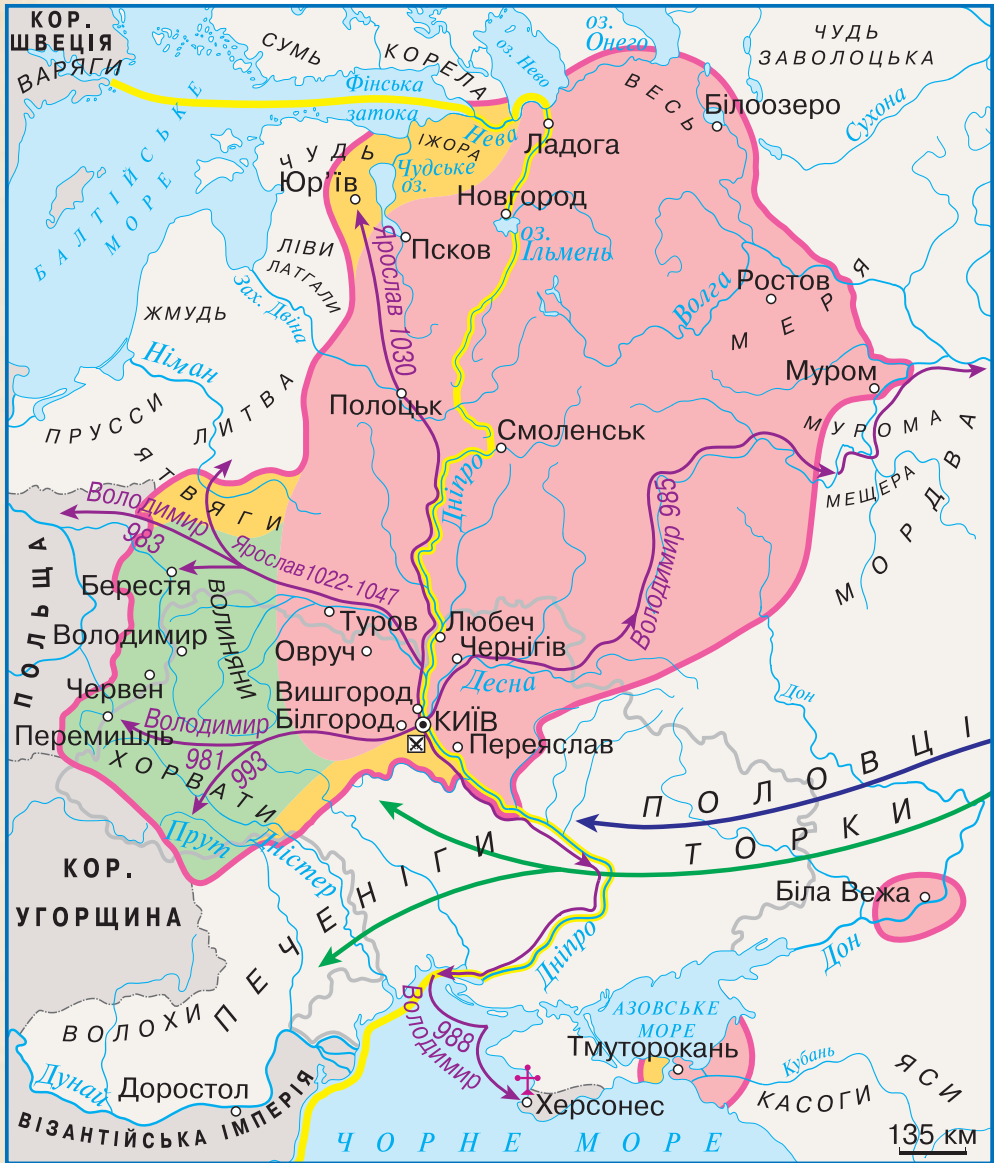 КОР.
ШВЕЦІЯ
ВАРЯГИ
СУМЬ
КОРЕЛА
оз. Нево
оз.
Онего
ЧУДЬ
ЗАВОЛОЦЬКА
Фінська
затока
БАЛТІЙСЬКЕ
МОРЕ
Нева
ІЖОРА
Ладога
ВЕСЬ
Білоозеро
Сухона
ЧУДЬ
Чудське
оз.
Юр'їв
Новгород
оз.
Ільмень
Псков
ЛІВИ
ЛАТГАЛИ
Ярослав 1030
Зах. Двіна
ЖМУДЬ
Волга
Ростов
МЕРЯ
Німан
Муром
ПРУССИ
ЛИТВА
Полоцьк
Смоленськ
МУРОМА
МЕЩЕРА
МОРДВА
ЯТВЯГИ
Дніпро
Володимир 985
Володимир
983
Ярослав 1022-1047
ПОЛЬЩА
Берестя
ВОЛИНЯНИ
Туров
Любеч
Володимир
Овруч
Чернігів
Десна
Червен
Вишгород
Дон
Перемишль
Володимир
981
993
Білгород
КИЇВ
Переяслав
ХОРВАТИ
ПОЛОВЦІ
ТОРКИ
Прут
Дністер
КОР.
УГОРЩИНА
ПЕЧЕНІГИ
Біла Вежа
Дніпро
Дон
ВОЛОХИ
988
Володимир
АЗОВСЬКЕ
МОРЕ
Тмуторокань
Кубань
ЯСИ
КАСОГИ
Дунай
Доростол
Херсонес
ВІЗАНТІЙСЬКА ІМПЕРІЯ
ЧОРНЕ МОРЕ
135 км